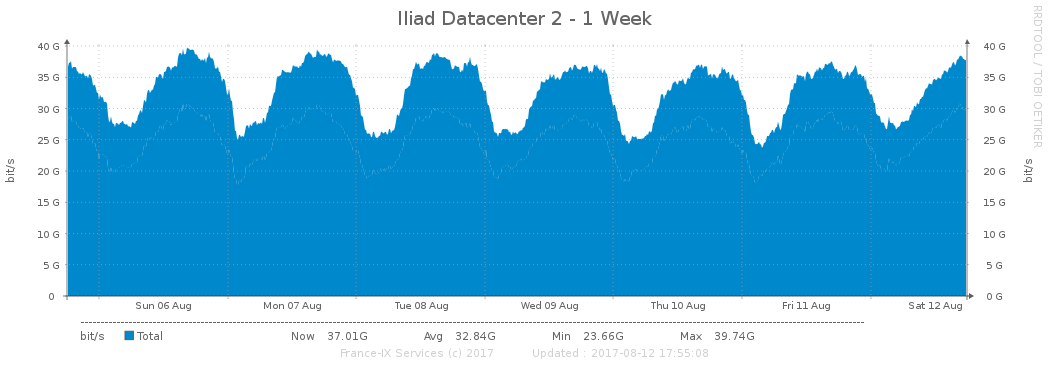 Iliad Datacenter 2 - 1 Week
RRDTOOL / TOBI OETIKER
40 G 40 G
35 G 35 G
30 G 30 G
25 G 25 G
20 G 20 G
15 G 15 G
10 G 10 G
5 G 5 G
0 0 G
bit/s bit/s
Sun 06 Aug Mon 07 Aug Tue 08 Aug Wed 09 Aug Thu 10 Aug Fri 11 Aug Sat 12 Aug
bit/s Total Now 37.01G Avg 32.84G Min 23.66G Max 39.74G
France-IX Services (c) 2017 Updated : 2017-08-12 17:55:08